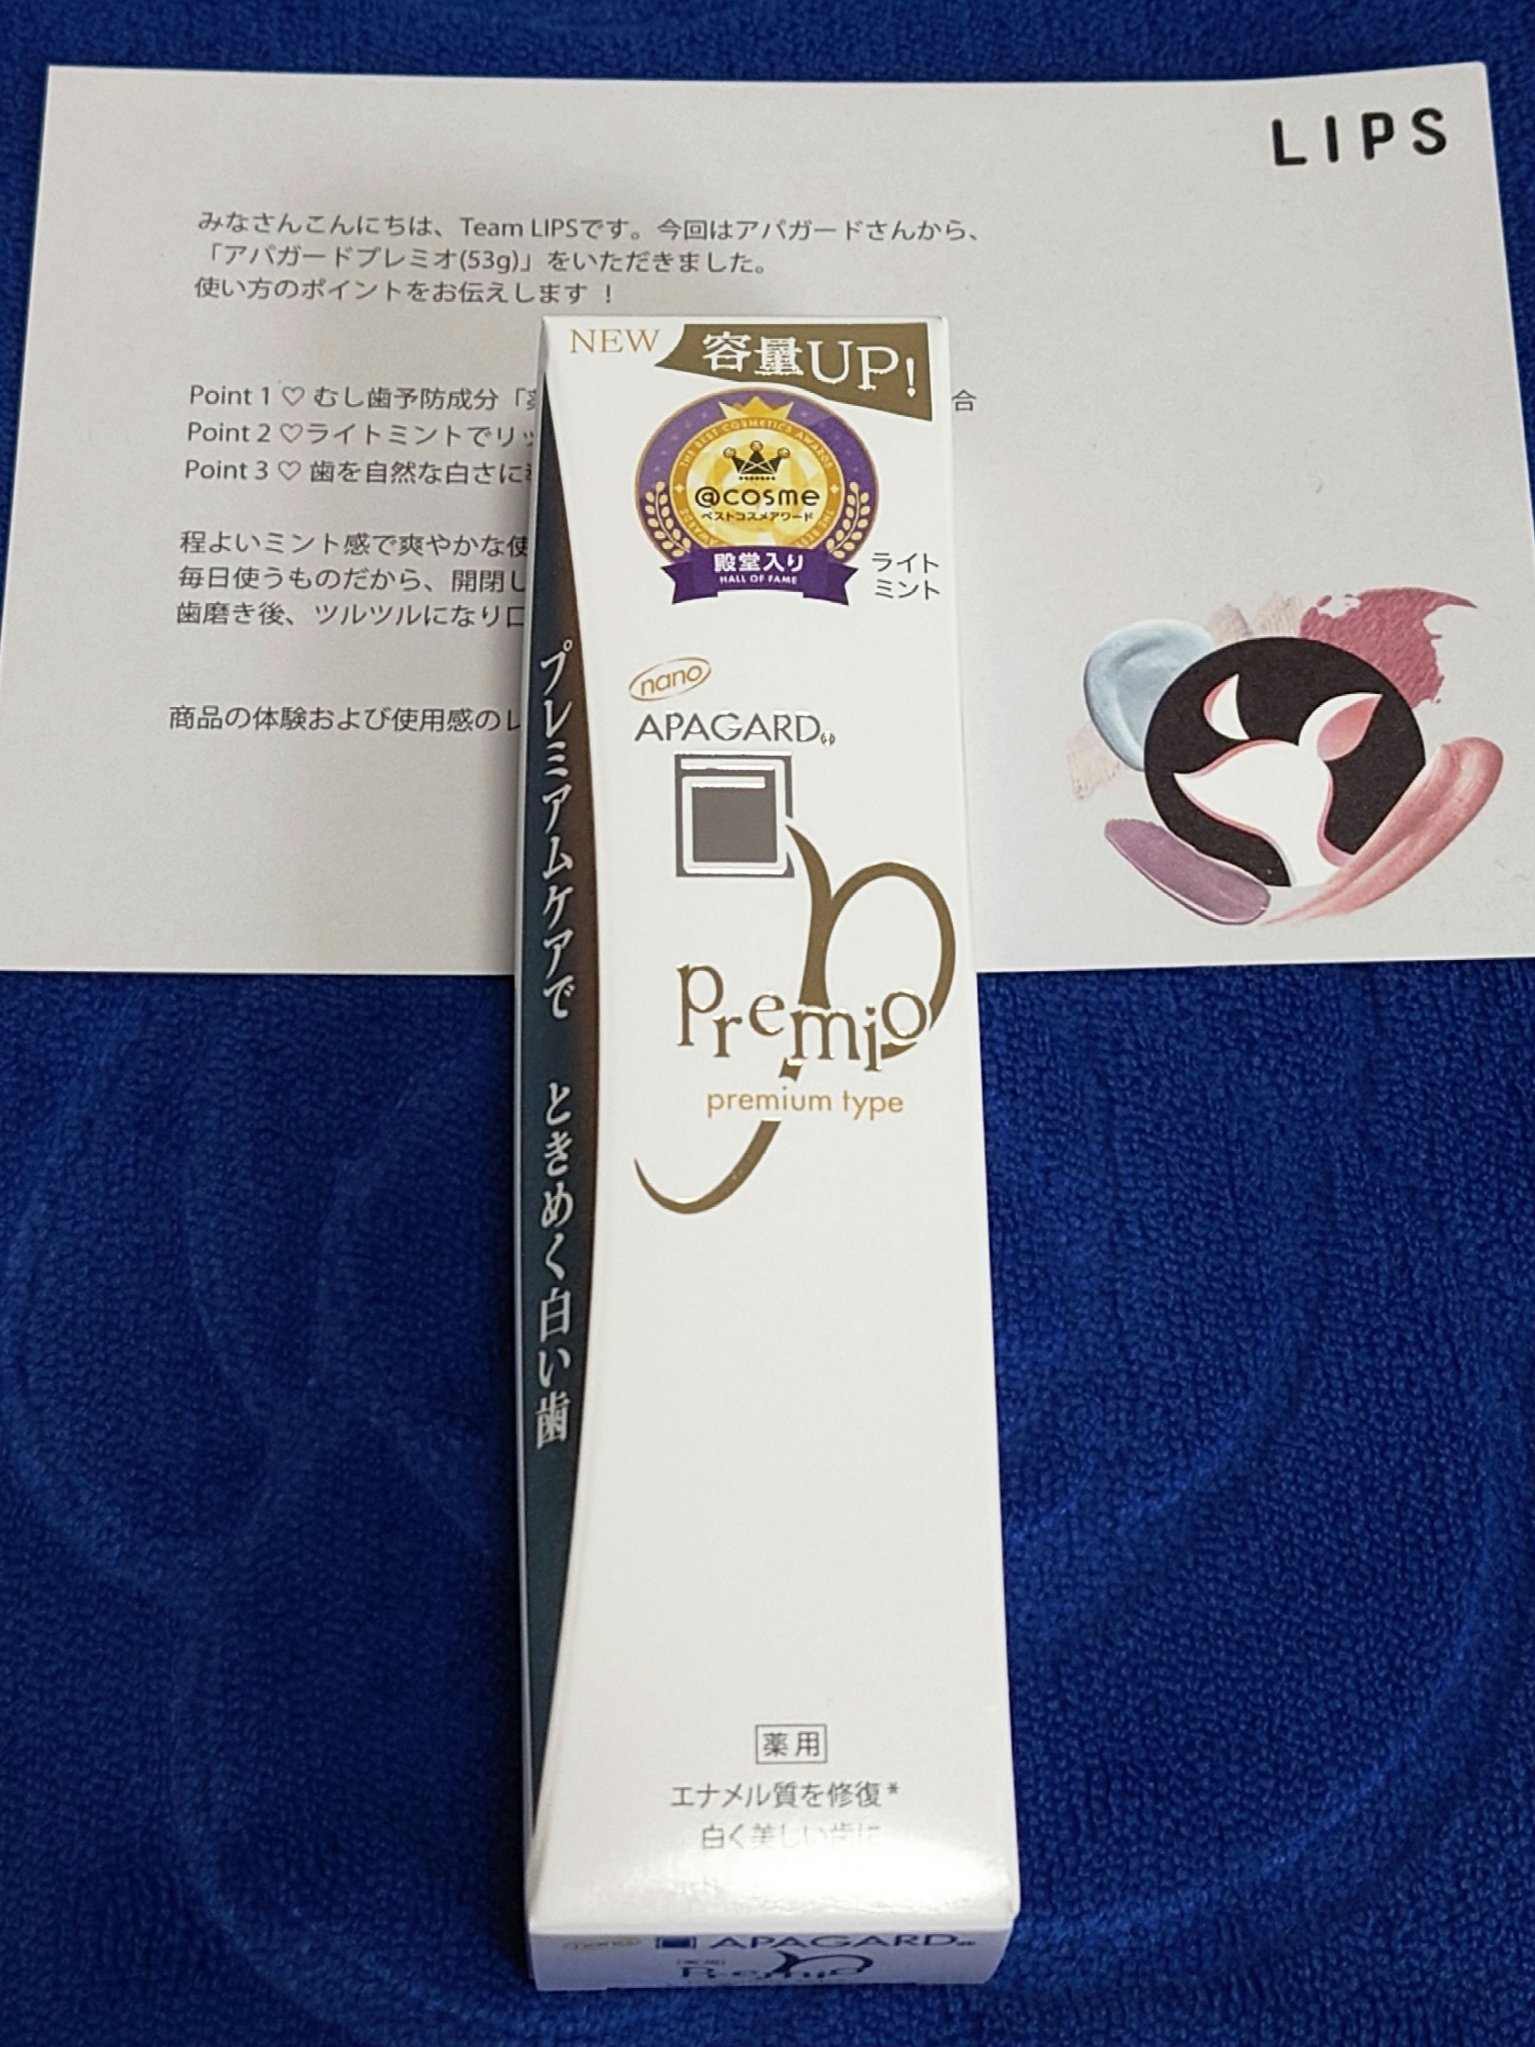 LIPS
みなさんこんにちは、Team LIPSです。今回はアパガードさんから、
「アパガードプレミオ(53g)」をいただきました。
使い方のポイントをお伝えします！
Point 1 ♡ むし歯予防成分「 合
Point 2 ♡ライトミントでリッ
Point 3 ♡ 歯を自然な白さに
程よいミント感で爽やかな使
毎日使うものだから、開閉し
歯磨き後、ツルツルになり口
商品の体験および使用感のレ
NEW
容量UP!
THE BEST COSMETICS AWARDS
@cosme
ベストコスメアワード
殿堂入り
HALL OF FAME
ライト
ミント
nano
APAGARD
premio
premium type
プレミアムケアで ときめく白い歯
薬用
エナメル質を修復*
白く美しい歯に
nano APAGARD
Premio